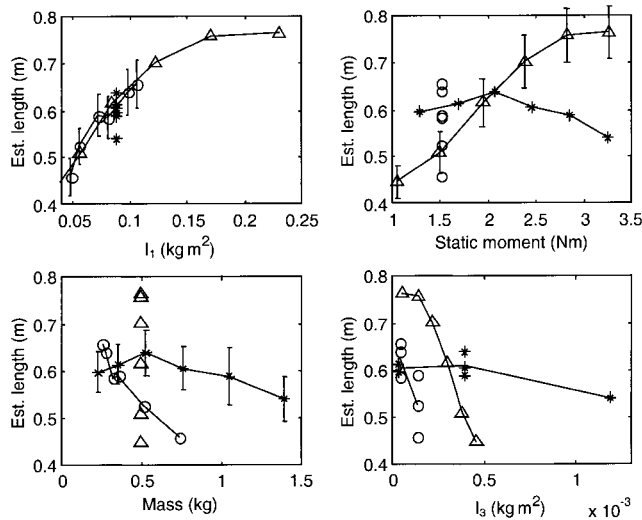 0.8
0.7
0.6
0.5
0.4
Est. length (m)
0.05 0.1 0.15 0.2 0.25
I1 (kg m2)
0.8
0.7
0.6
0.5
0.4
Est. length (m)
1 1.5 2 2.5 3 3.5
Static moment (Nm)
0.8
0.7
0.6
0.5
0.4
Est. length (m)
0 0.5 1 1.5
Mass (kg)
0.8
0.7
0.6
0.5
0.4
Est. length (m)
0 0.5 1
x 10-3
I3 (kg m2)